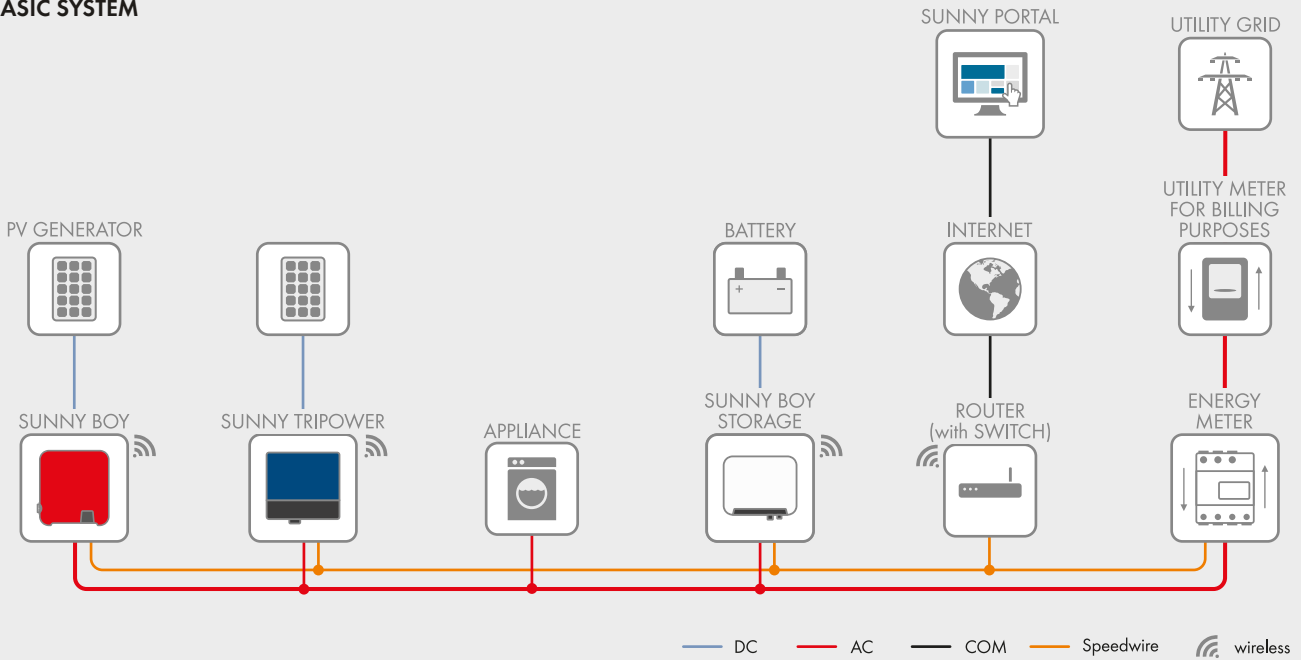 ASIC SYSTEM
SUNNY PORTAL
UTILITY GRID
UTILITY METER
FOR BILLING
PURPOSES
PV GENERATOR
BATTERY
INTERNET
SUNNY BOY
SUNNY TRIPOWER
APPLIANCE
SUNNY BOY
STORAGE
ROUTER
(with SWITCH)
ENERGY
METER
DC
AC
COM
Speedwire
wireless